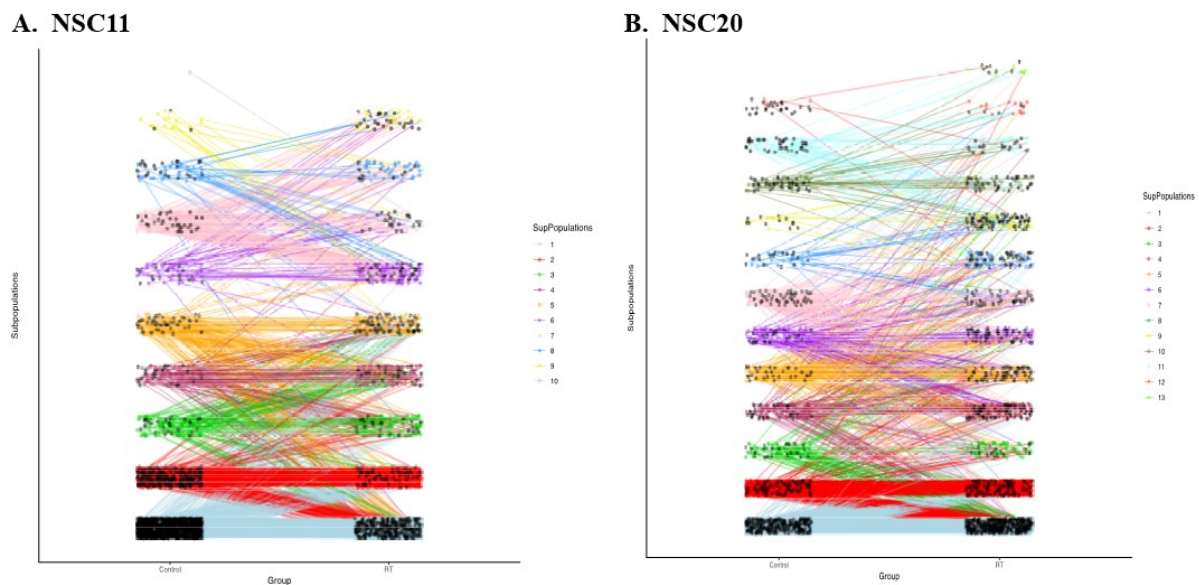 A. NSC11
Subpopulations
Control
RT
Group
SupPopulations
1
2
3
4
5
6
7
8
9
10
B. NSC20
Subpopulations
Control
RT
Group
SupPopulations
1
2
3
4
5
6
7
8
9
10
11
12
13